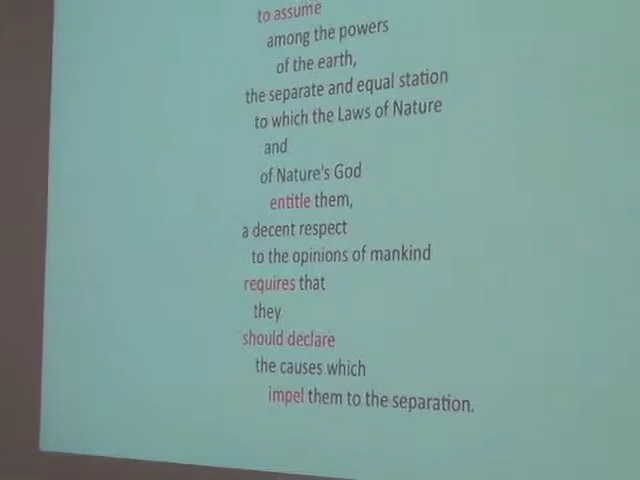 to assume
among the powers
of the earth,
the separate and equal station
to which the Laws of Nature
and
of Nature's God
entitle them,
a decent respect
to the opinions of mankind
requires that
they
should declare
the causes which
impel them to the separation.